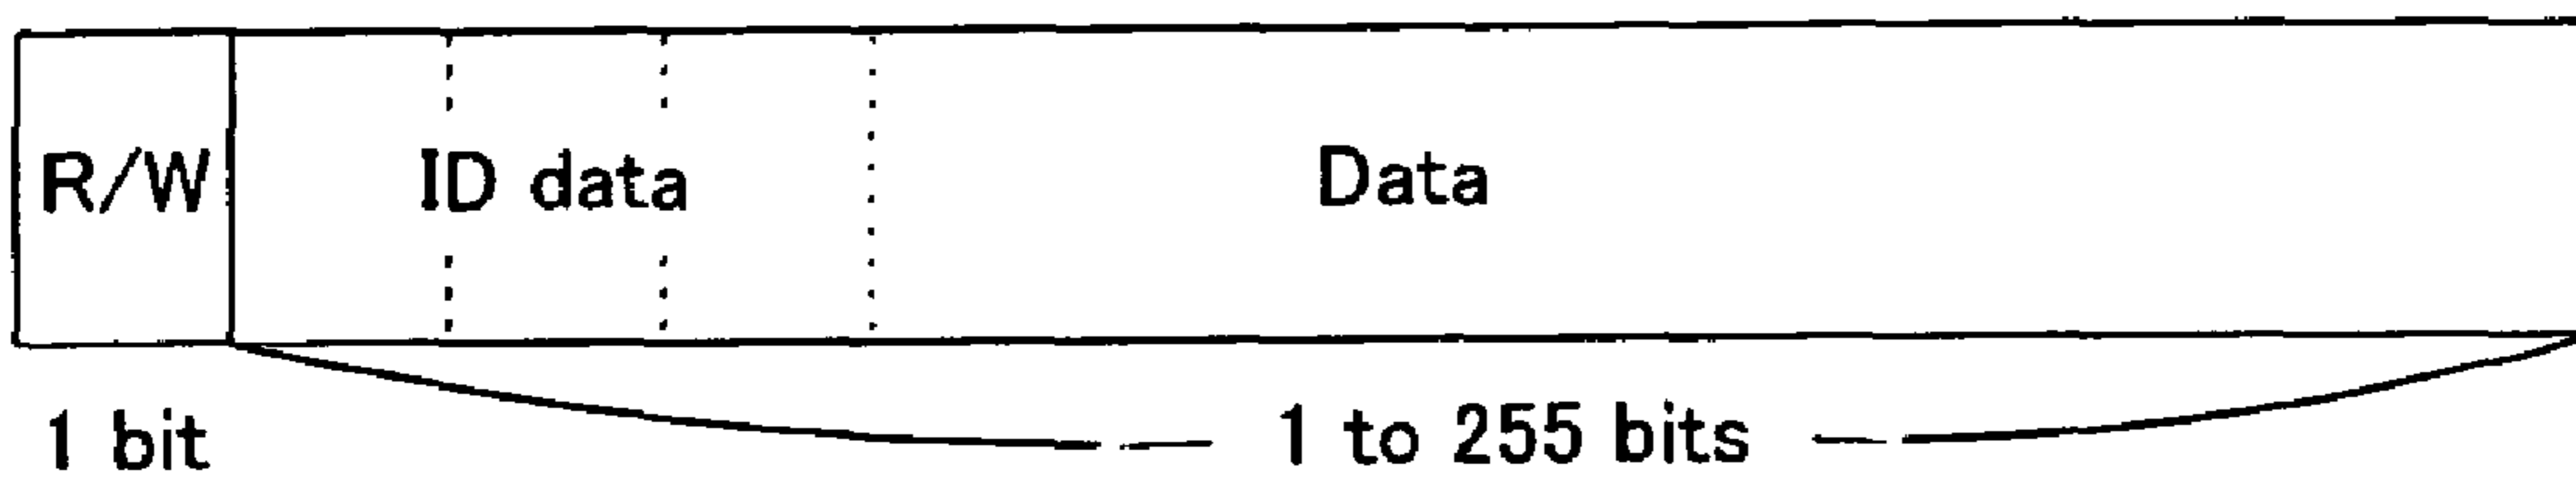 R/W ID data Data
1 bit 1 to 255 bits